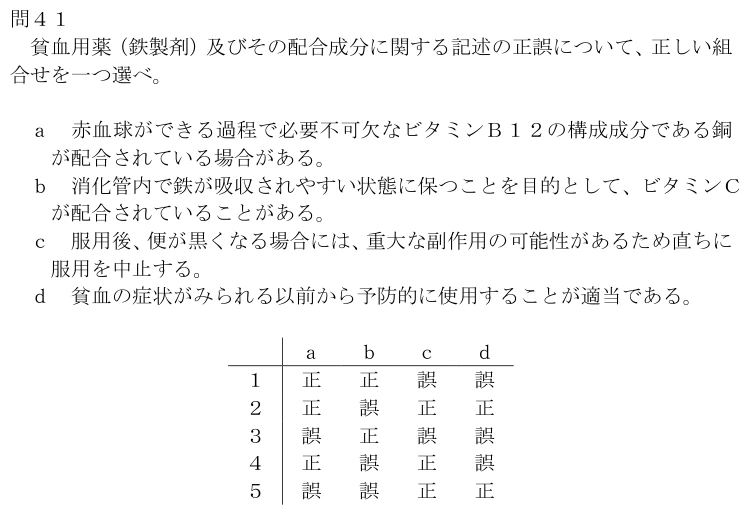 問４１
貧血用薬（鉄製剤）及びその配合成分に関する記述の正誤について、正しい組
合せを一つ選べ。
ａ　赤血球ができる過程で必要不可欠なビタミンＢ１２の構成成分である銅
が配合されている場合がある。
ｂ　消化管内で鉄が吸収されやすい状態に保つことを目的として、ビタミンＣ
が配合されていることがある。
ｃ　服用後、便が黒くなる場合には、重大な副作用の可能性があるため直ちに
服用を中止する。
ｄ　貧血の症状がみられる以前から予防的に使用することが適当である。
ａ　ｂ　ｃ　ｄ
１　正　正　誤　誤
２　正　誤　正　正
３　誤　正　誤　誤
４　正　誤　正　誤
５　誤　誤　正　正